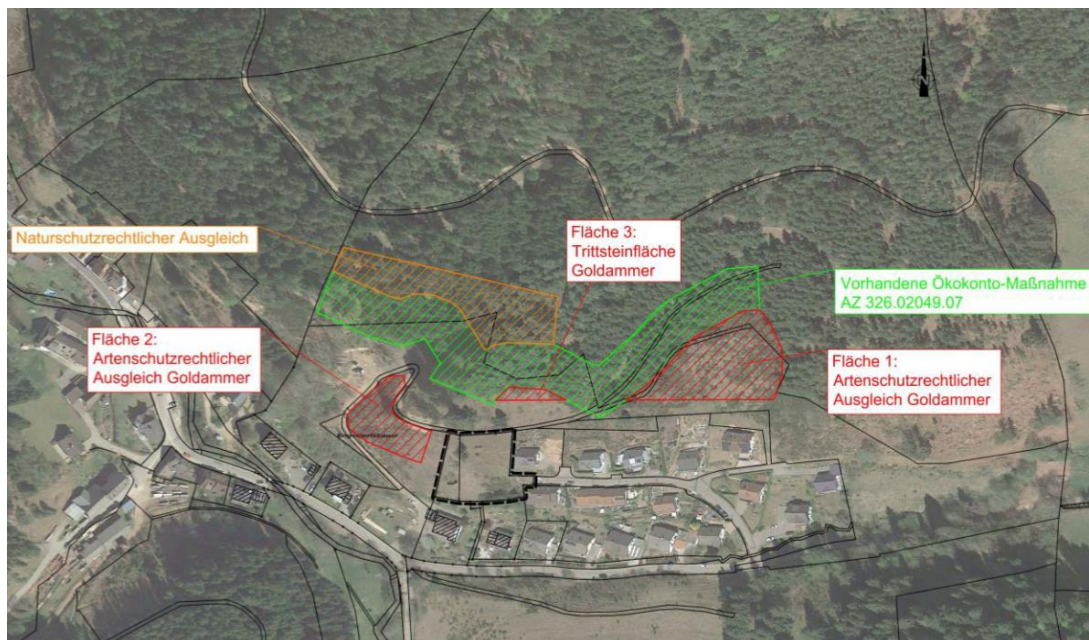 Naturschutzrechtlicher Ausgleich
Fläche 3:
Trittsteinfläche
Goldammer
Vorhandene Ökokonto-Maßnahme
AZ 326.02049.07
Fläche 2:
Artenschutzrechtlicher
Ausgleich Goldammer
Fläche 1:
Artenschutzrechtlicher
Ausgleich Goldammer